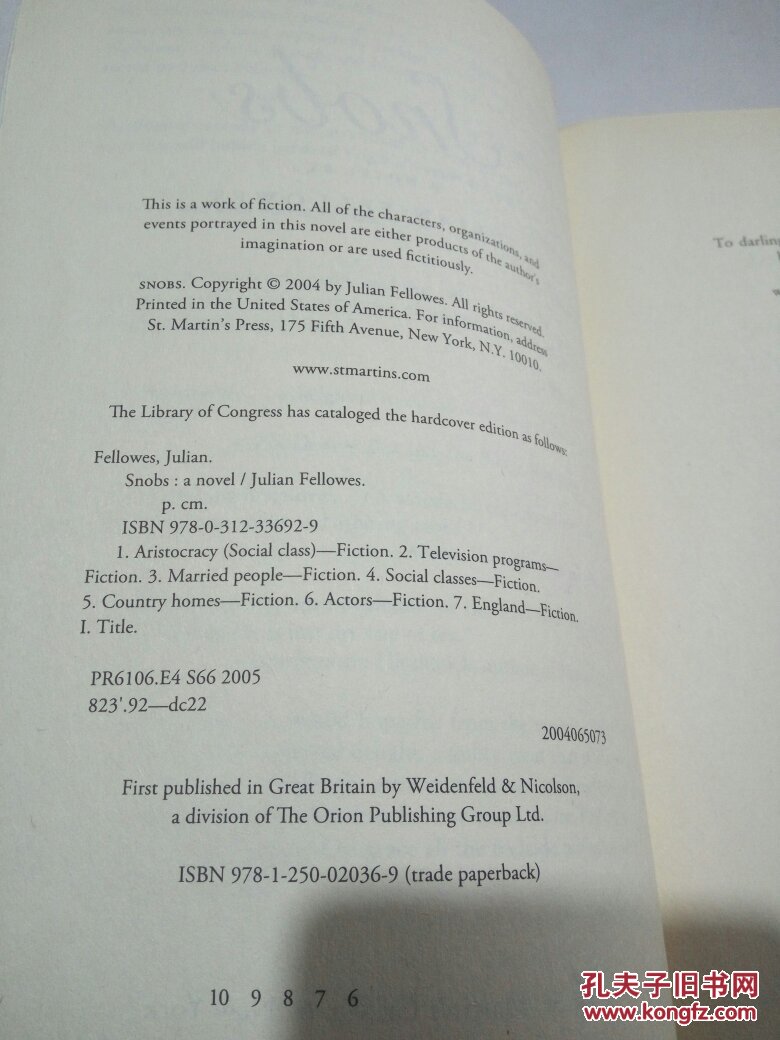 Snobs
This is a work of fiction. All of the characters, organizations, and
events portrayed in this novel are either products of the author's
imagination or are used fictitiously.
SNOBS. Copyright © 2004 by Julian Fellowes. All rights reserved.
Printed in the United States of America. For information, address
St. Martin's Press, 175 Fifth Avenue, New York, N.Y. 10010.
www.stmartins.com
The Library of Congress has cataloged the hardcover edition as follows:
Fellowes, Julian.
Snobs : a novel / Julian Fellowes.
p. cm.
ISBN 978-0-312-33692-9
1. Aristocracy (Social class)—Fiction. 2. Television programs—
Fiction. 3. Married people—Fiction. 4. Social classes—Fiction.
5. Country homes—Fiction. 6. Actors—Fiction. 7. England—Fiction.
I. Title.
PR6106.E4 S66 2005
823'.92—dc22
2004065073
First published in Great Britain by Weidenfeld & Nicolson,
a division of The Orion Publishing Group Ltd.
ISBN 978-1-250-02036-9 (trade paperback)
10 9 8 7 6
To darling
孔夫子旧书网
www.kongfz.com